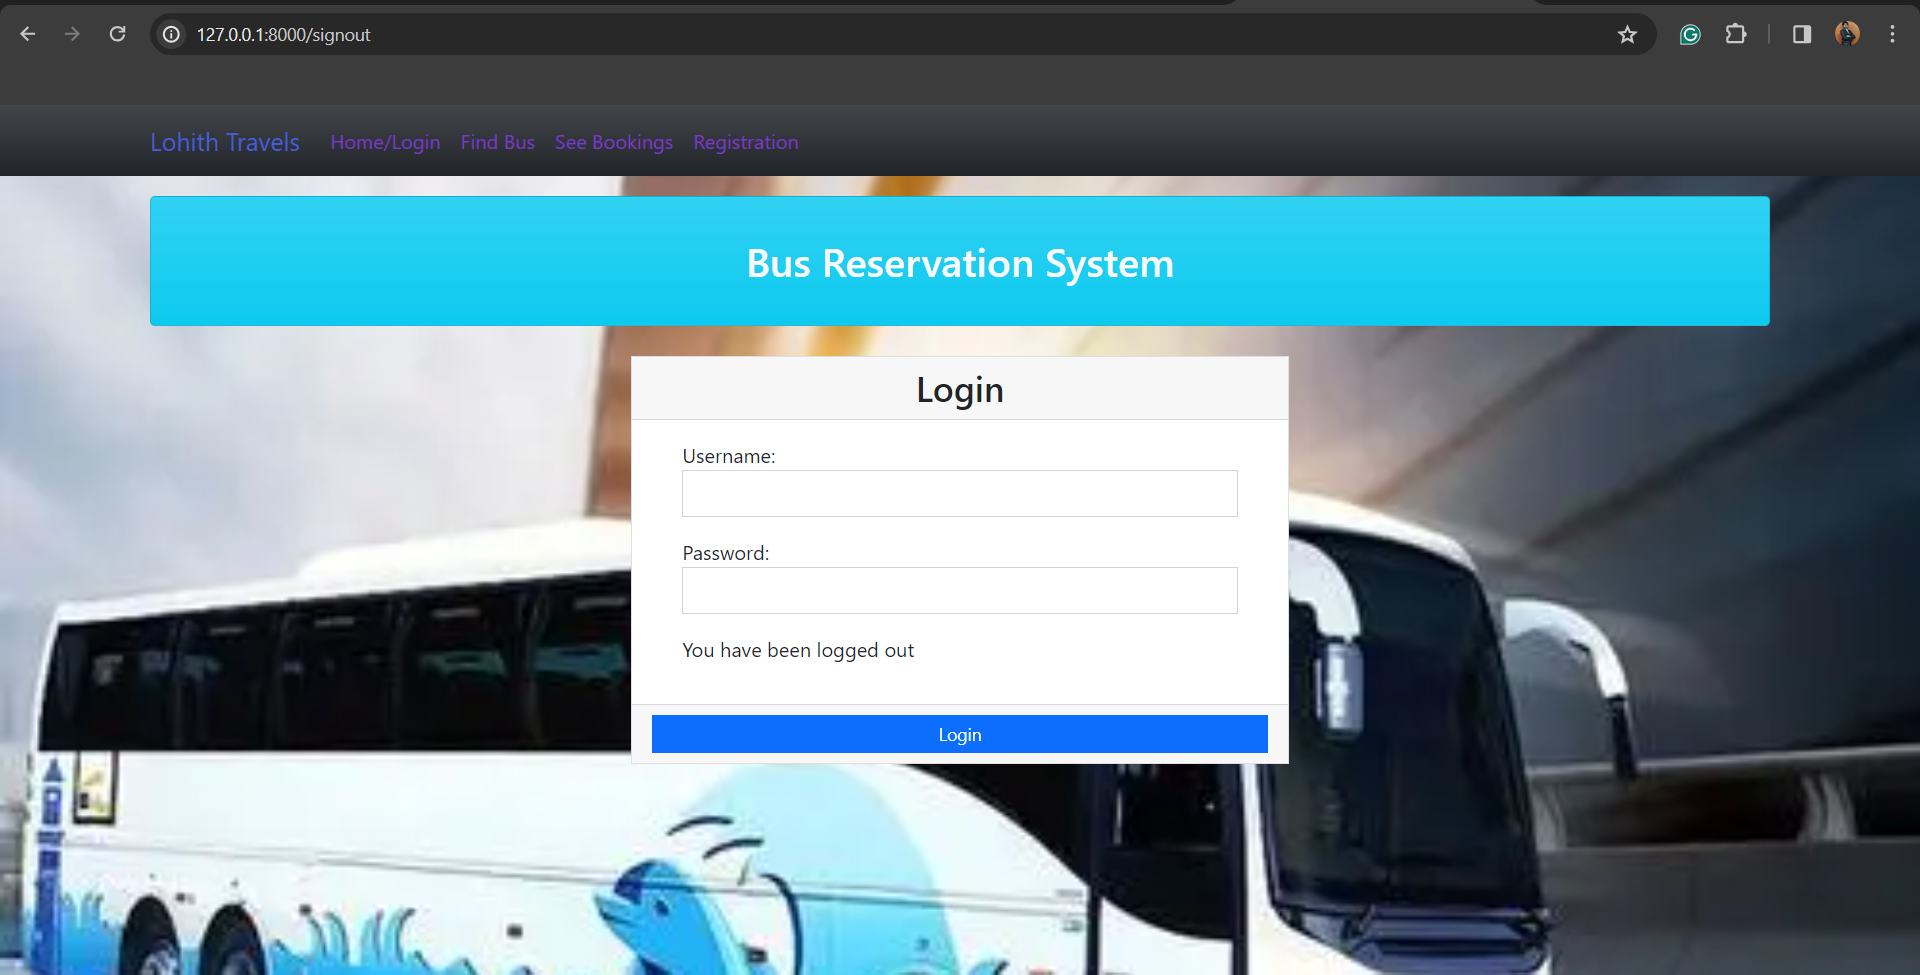 127.0.0.1:8000/signout
Lohith Travels Home/Login Find Bus See Bookings Registration
Bus Reservation System
Login
Username:
Password:
You have been logged out
Login